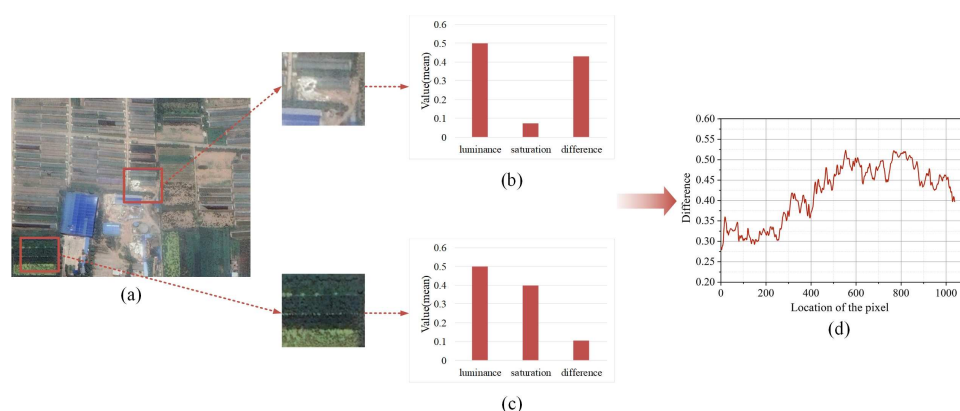 0.6
0.5
0.4
0.3
0.2
0.1
0
Value(mean)
luminance saturation difference
(b)
(a)
0.6
0.5
0.4
0.3
0.2
0.1
0
Value(mean)
luminance saturation difference
(c)
0.60
0.55
0.50
0.45
0.40
0.35
0.30
0.25
0.20
Difference
0 200 400 600 800 1000
Location of the pixel
(d)